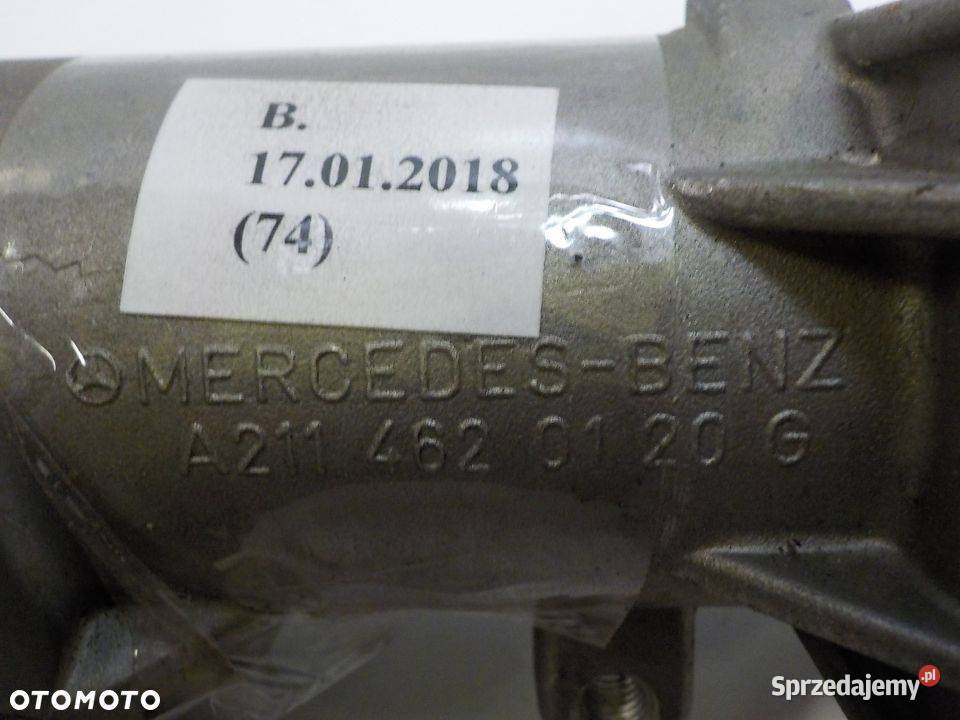 B.
17.01.2018
(74)
MERCEDES-BENZ
A211 462 01 20 G
OTOMOTO
Sprzedajemy.pl